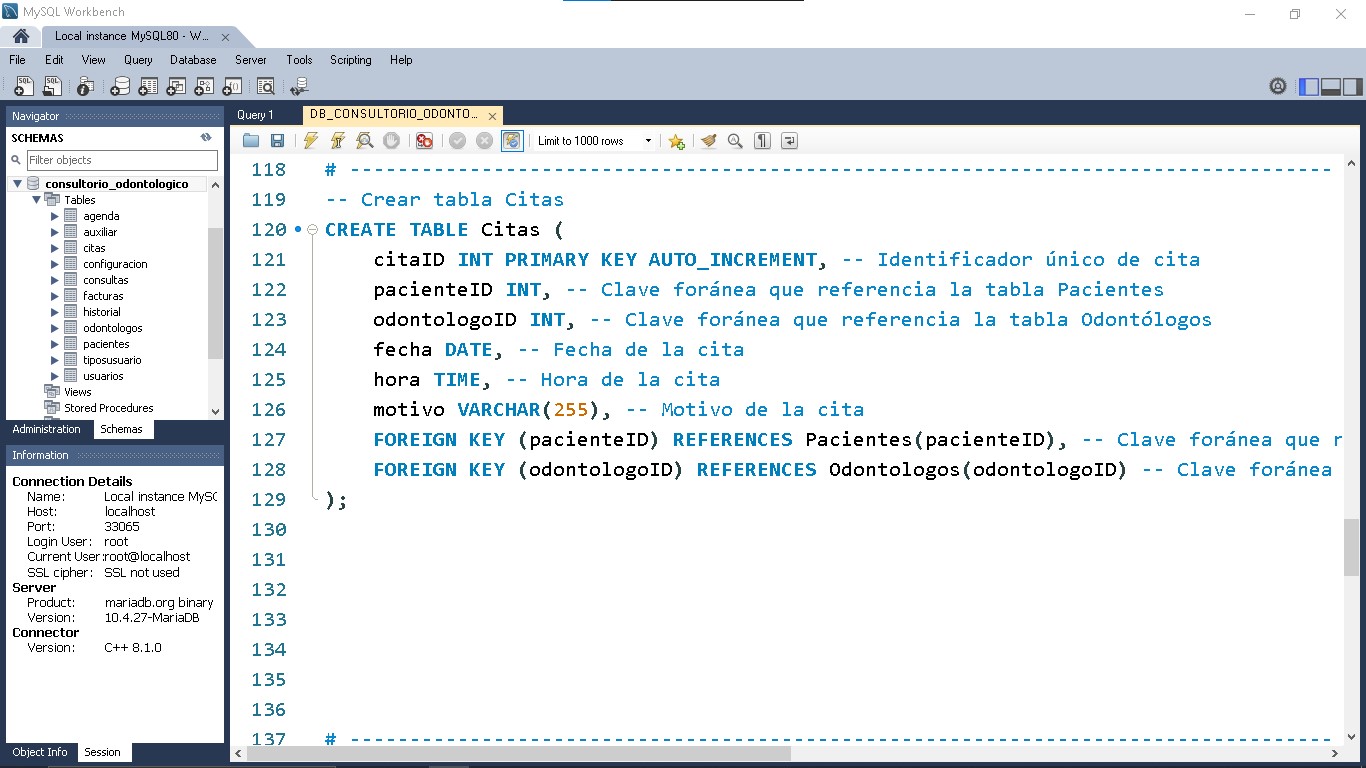 MySQL Workbench
Local instance MySQL80 - W...
File Edit View Query Database Server Tools Scripting Help
Navigator
SCHEMAS
Filter objects
consultorio_odontologico
Tables
agenda
auxiliar
citas
configuracion
consultas
facturas
historial
odontologos
pacientes
tiposusuario
usuarios
Views
Stored Procedures
Administration Schemas
Information
Connection Details
Name: Local instance MySQ
Host: localhost
Port: 33065
Login User: root
Current User: root@localhost
SSL cipher: SSL not used
Server
Product: mariadb.org binary
Version: 10.4.27-MariaDB
Connector
Version: C++ 8.1.0
Object Info Session
Query 1 DB_CONSULTORIO_ODONTO...
Limit to 1000 rows
118 # ----------------------------------------------------------------------------------
119 -- Crear tabla Citas
120 CREATE TABLE Citas (
121 citaID INT PRIMARY KEY AUTO_INCREMENT, -- Identificador único de cita
122 pacienteID INT, -- Clave foránea que referencia la tabla Pacientes
123 odontologoID INT, -- Clave foránea que referencia la tabla Odontólogos
124 fecha DATE, -- Fecha de la cita
125 hora TIME, -- Hora de la cita
126 motivo VARCHAR(255), -- Motivo de la cita
127 FOREIGN KEY (pacienteID) REFERENCES Pacientes(pacienteID), -- Clave foránea que r
128 FOREIGN KEY (odontologoID) REFERENCES Odontologos(odontologoID) -- Clave foránea
129 );
130
131
132
133
134
135
136
137 # ----------------------------------------------------------------------------------